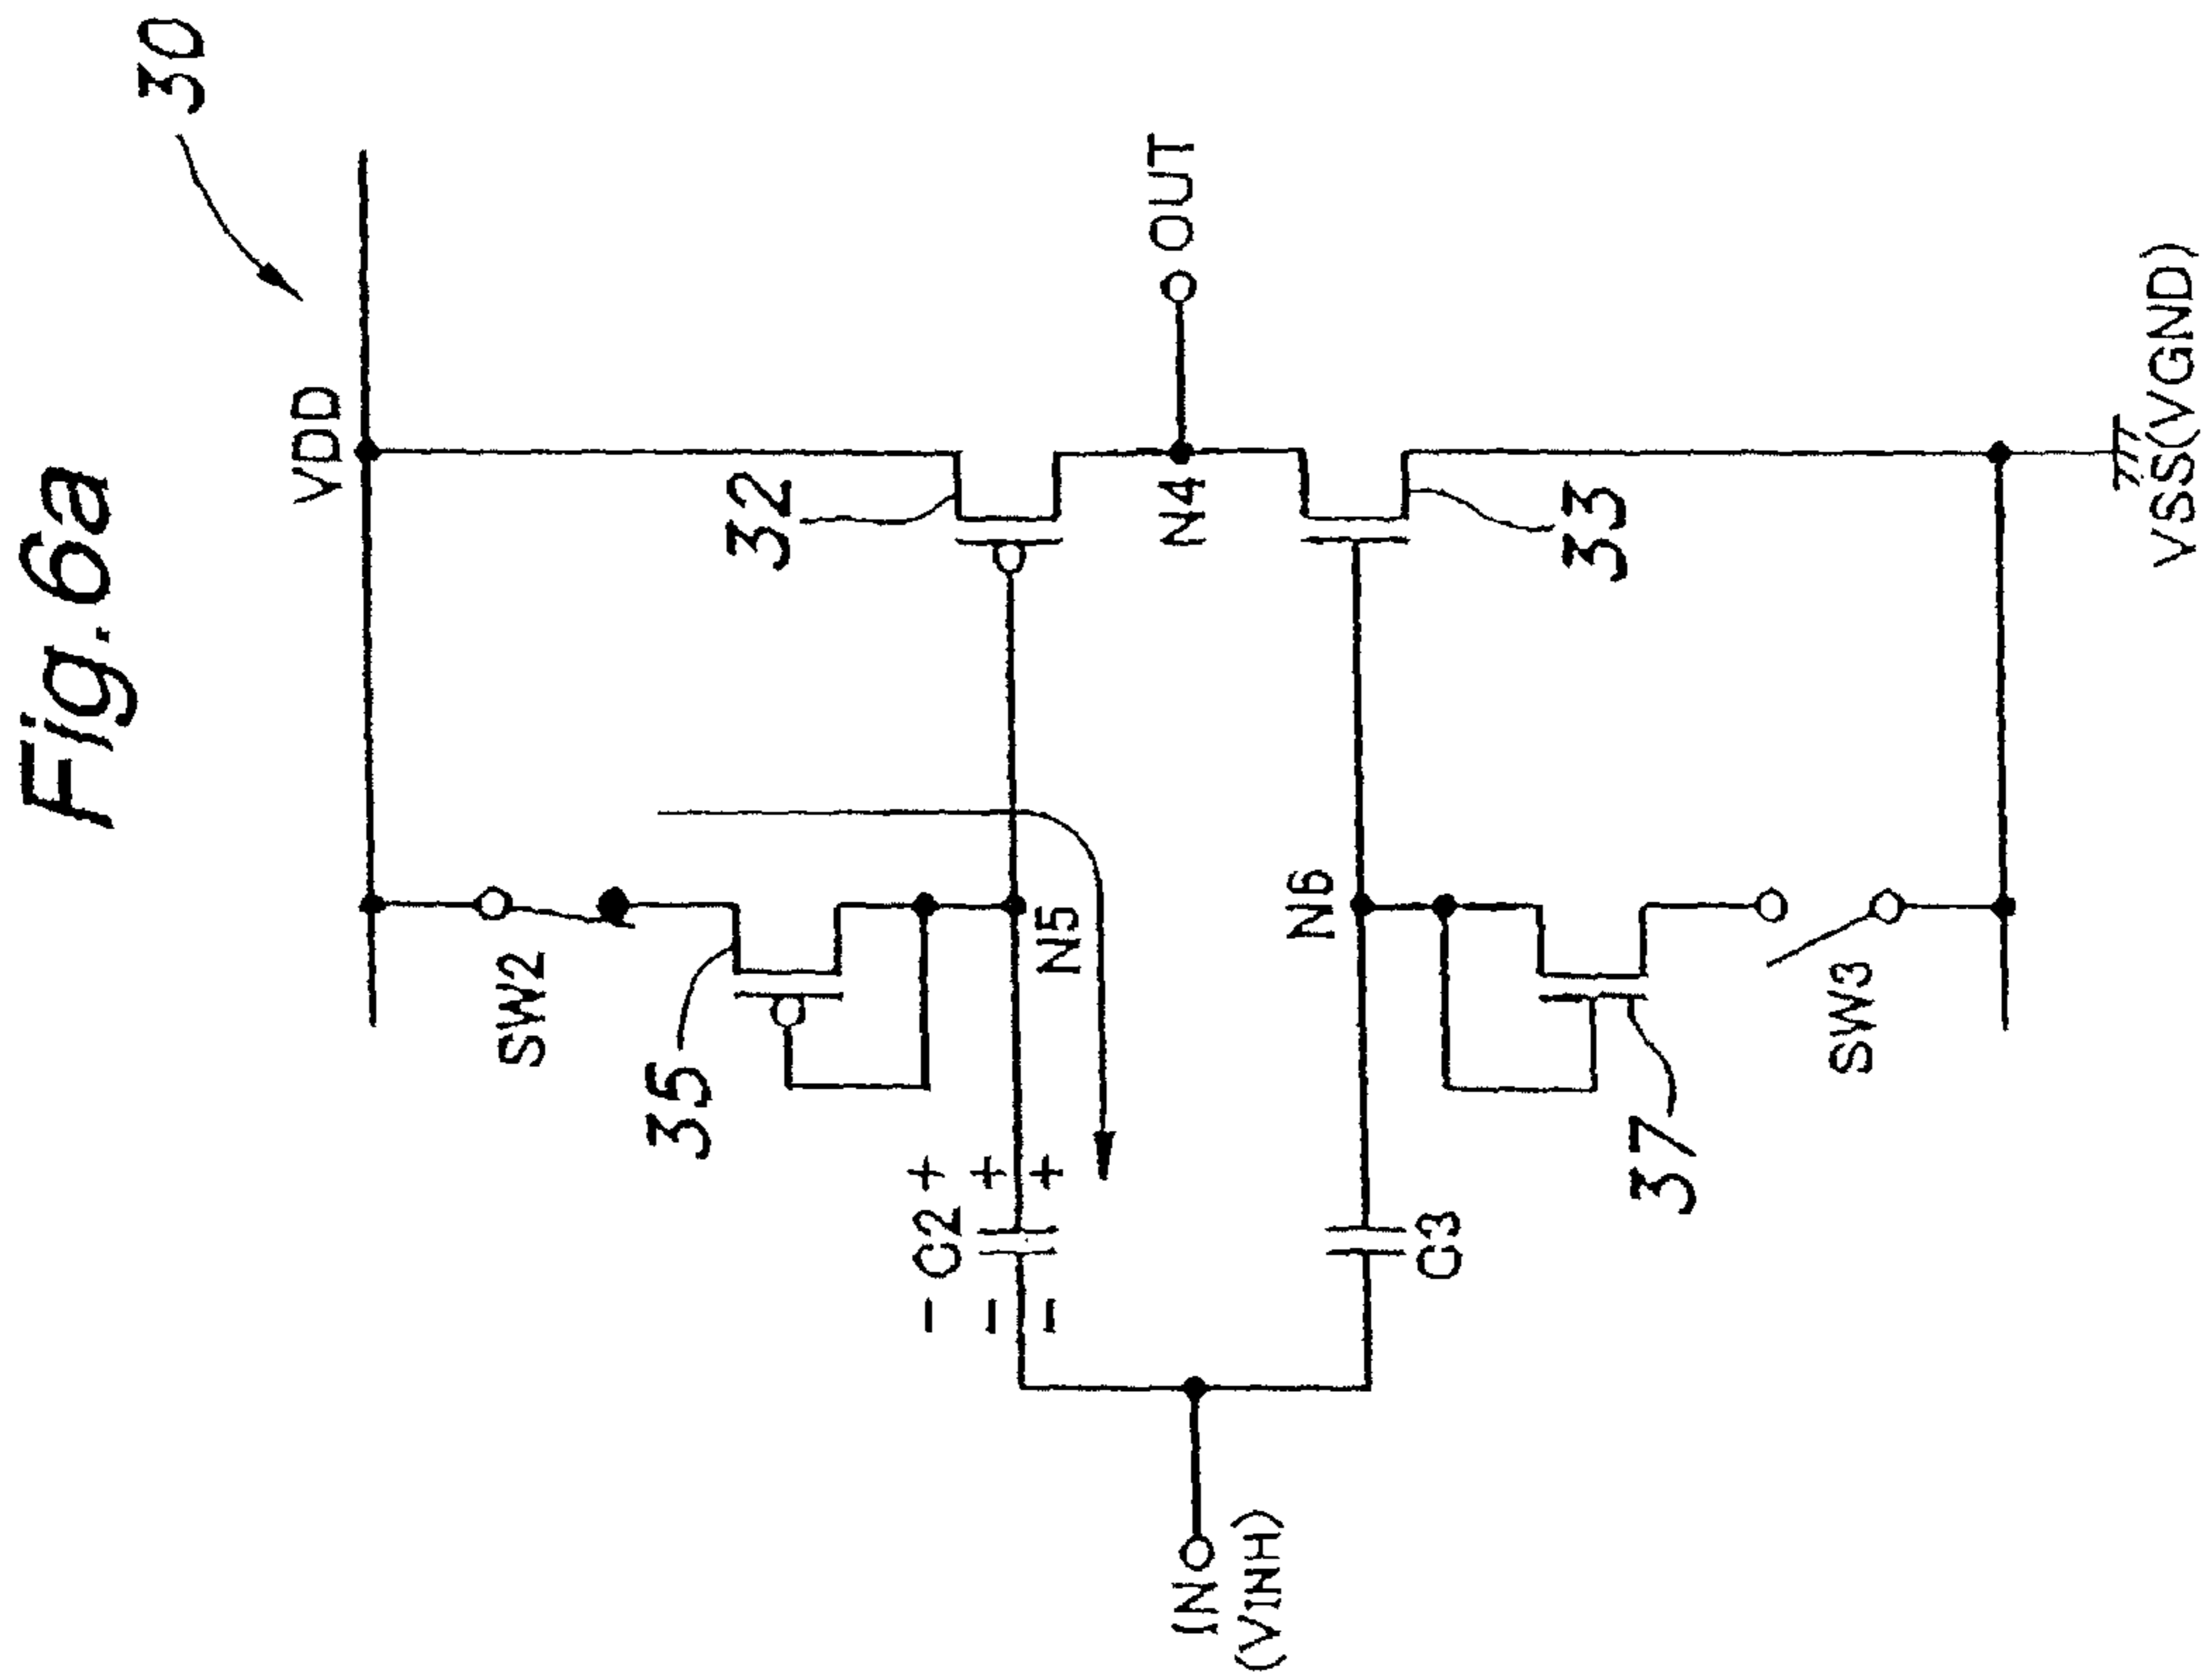 Fig. 6a
30
VDD
SW2
35
32
C2
- +
- +
- +
N5
N4
OUT
IN
(VINH)
N6
C3
37
33
SW3
VSS(VGND)